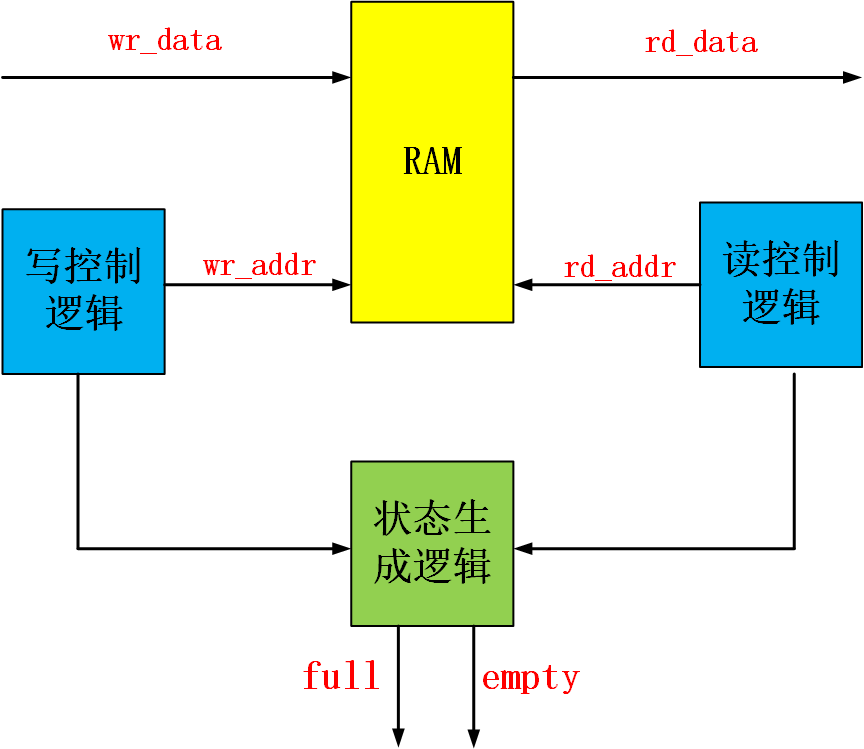 wr_data
rd_data
RAM
写控制
逻辑
wr_addr
rd_addr
读控制
逻辑
状态生
成逻辑
full
empty